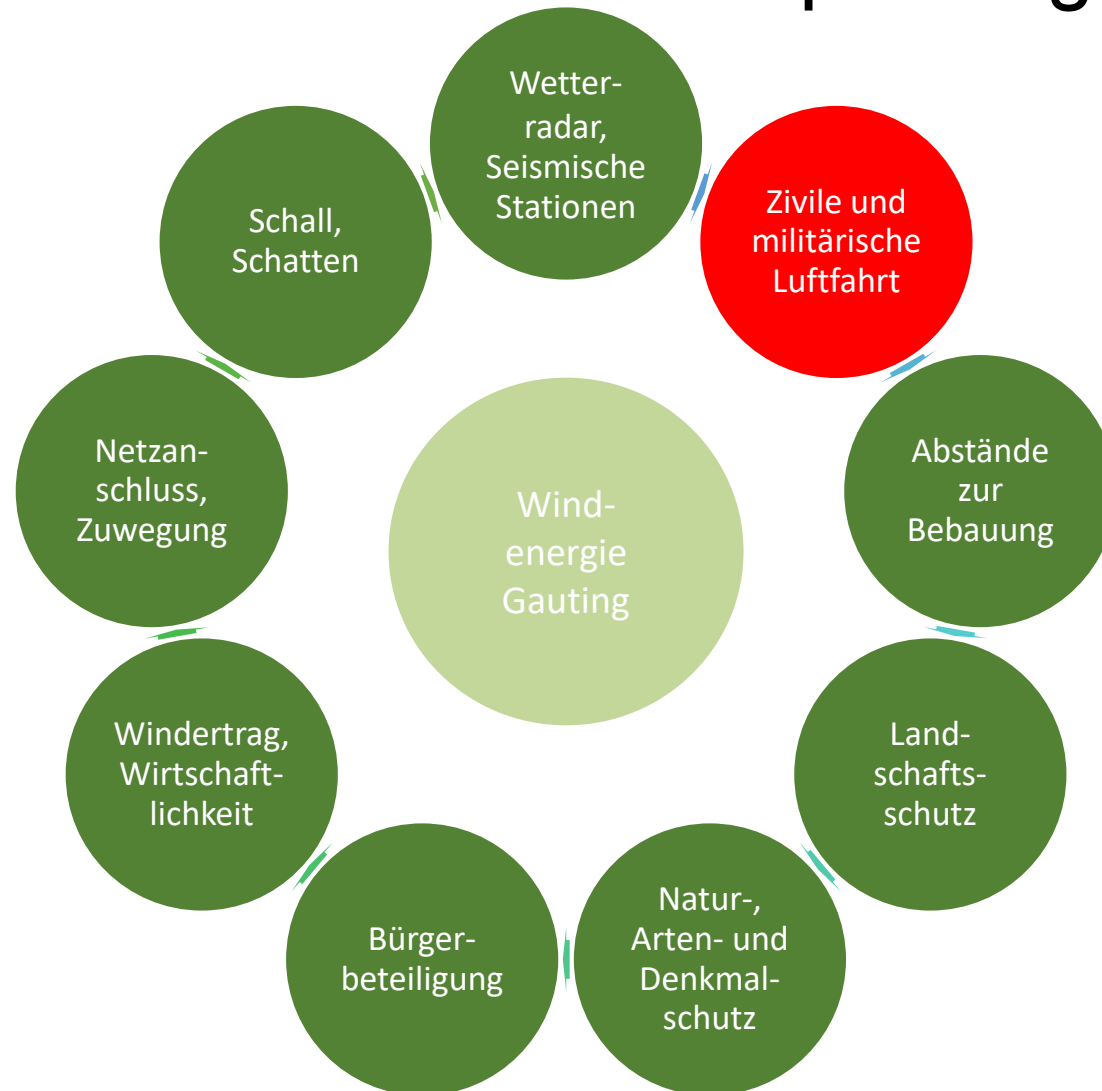 Wetter-
radar,
Seismische
Stationen
Zivile und
militärische
Luftfahrt
Abstände
zur
Bebauung
Land-
schafts-
schutz
Natur-,
Arten- und
Denkmal-
schutz
Bürger-
beteiligung
Windertrag,
Wirtschaft-
lichkeit
Netzan-
schluss,
Zuwegung
Schall,
Schatten
Wind-
energie
Gauting